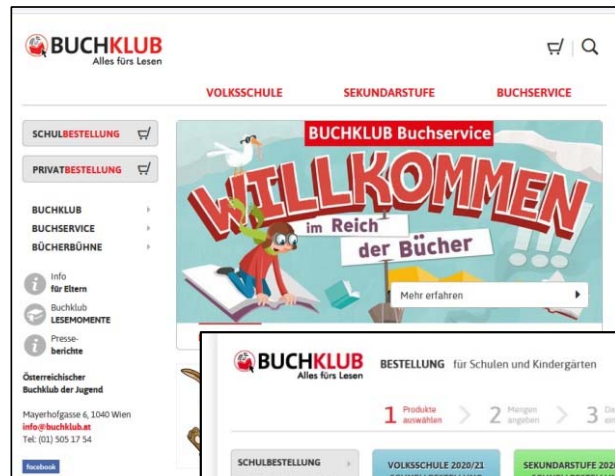 BUCHKLUB
Alles fürs Lesen
VOLKSSCHULE SEKUNDARSTUFE BUCHSERVICE
SCHULBESTELLUNG
PRIVATBESTELLUNG
BUCHKLUB
BUCHSERVICE
BÜCHERBÜHNE
Info
für Eltern
Buchklub
LESEMOMENTE
Presse-
berichte
Österreichischer
Buchklub der Jugend
Mayerhofgasse 6, 1040 Wien
info@buchklub.at
Tel: (01) 505 17 54
facebook
BUCHKLUB Buchservice
WILLKOMMEN
im Reich
der Bücher
!!!
Mehr erfahren
BUCHKLUB
Alles fürs Lesen
BESTELLUNG für Schulen und Kindergärten
1 Produkte
auswählen
2 Mengen
angeben
3
SCHULBESTELLUNG
VOLKSSCHULE 2020/21
SEKUNDARSTUFE